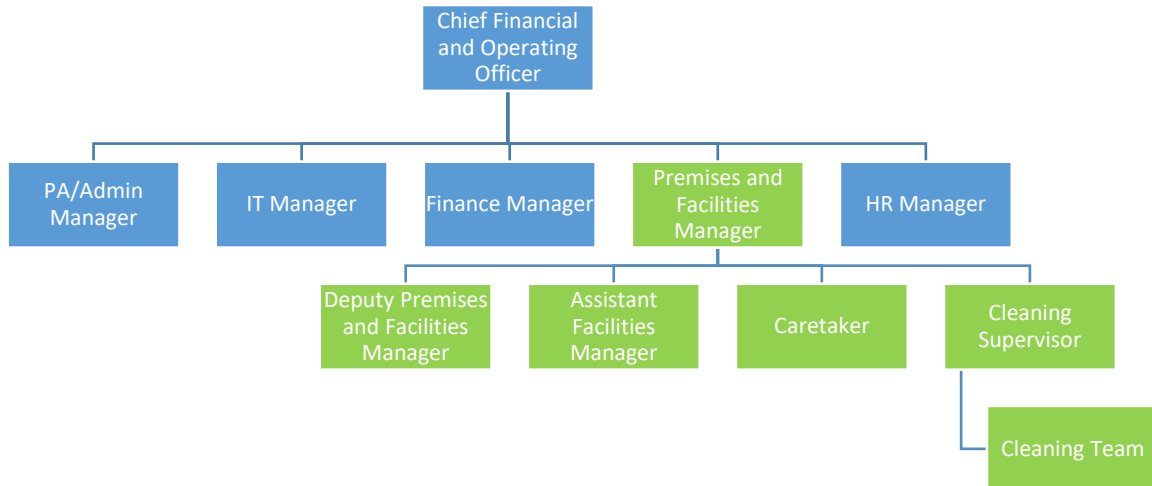 Chief Financial
and Operating
Officer
PA/Admin
Manager
IT Manager
Finance Manager
Premises and
Facilities
Manager
HR Manager
Deputy Premises
and Facilities
Manager
Assistant
Facilities
Manager
Caretaker
Cleaning
Supervisor
Cleaning Team